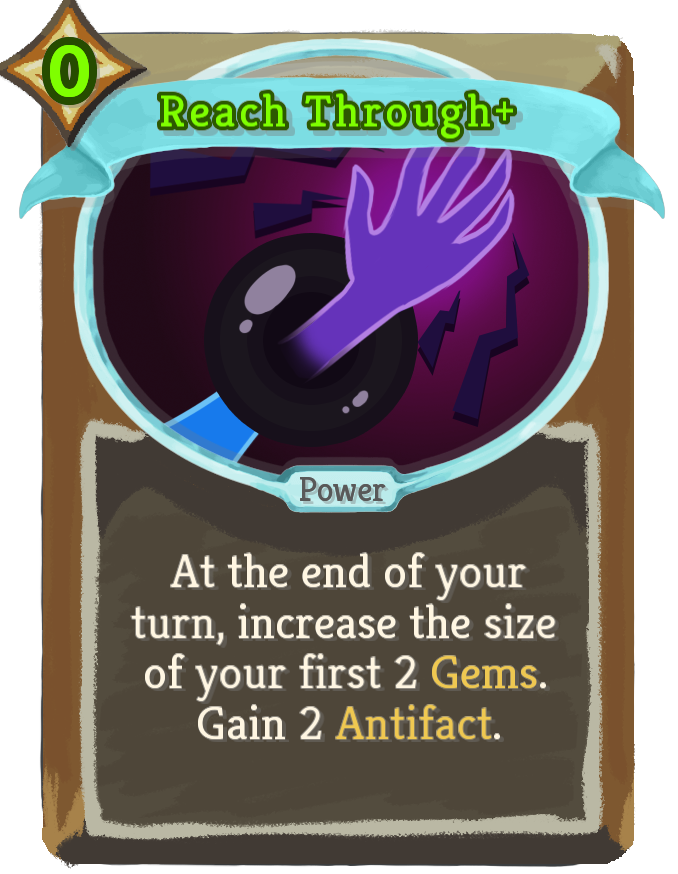 0
Reach Through+
Power
At the end of your
turn, increase the size
of your first 2 Gems.
Gain 2 Antifact.